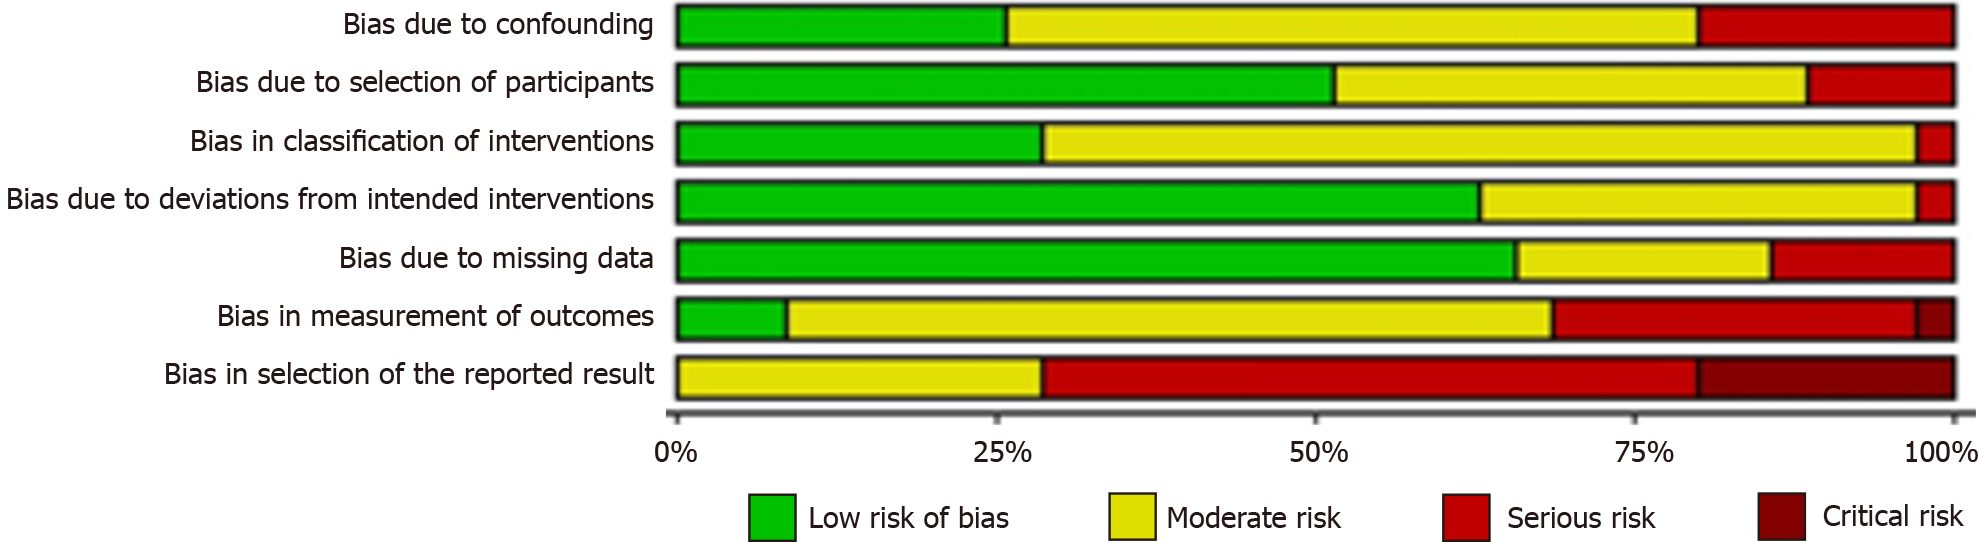 Bias due to confounding
Bias due to selection of participants
Bias in classification of interventions
Bias due to deviations from intended interventions
Bias due to missing data
Bias in measurement of outcomes
Bias in selection of the reported result
0% 25% 50% 75% 100%
Low risk of bias Moderate risk Serious risk Critical risk